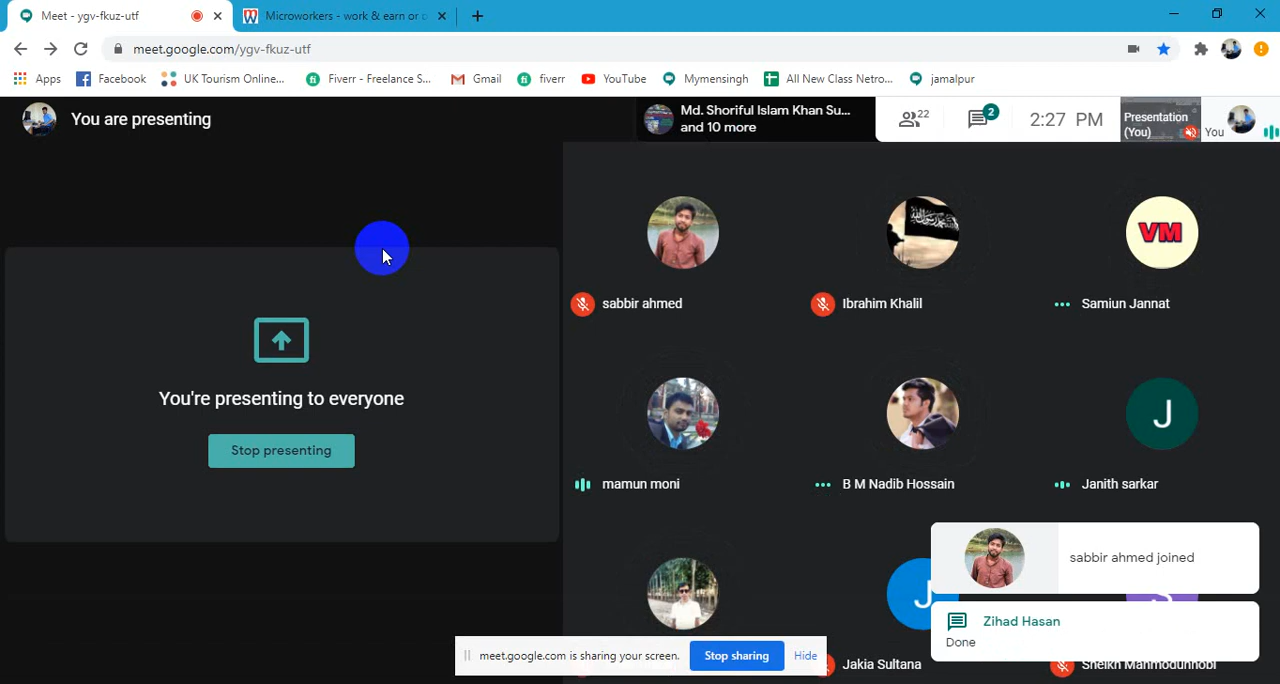 Meet - ygv-fkuz-utf
Microworkers - work & earn or
meet.google.com/ygv-fkuz-utf
Apps
Facebook
UK Tourism Online...
Fiverr - Freelance S...
Gmail
fiverr
YouTube
Mymensingh
All New Class Netro...
jamalpur
You are presenting
Md. Shoriful Islam Khan Su...
and 10 more
22
2
2:27 PM
Presentation
(You)
You
VM
sabbir ahmed
Ibrahim Khalil
Samiun Jannat
You're presenting to everyone
Stop presenting
J
mamun moni
B M Nadib Hossain
Janith sarkar
J
sabbir ahmed joined
Zihad Hasan
Done
meet.google.com is sharing your screen.
Stop sharing
Hide
Jakia Sultana
Sheikh Mahmodunnobi